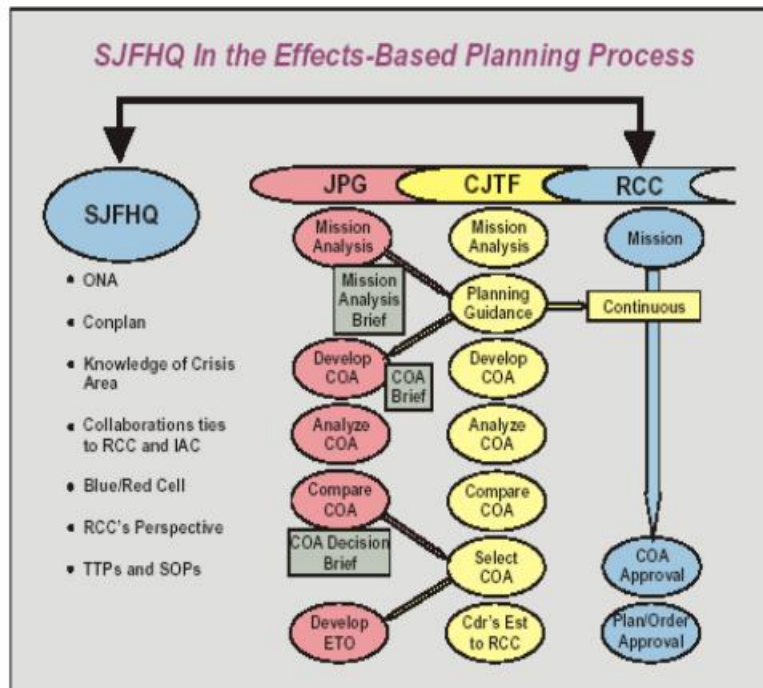 SJFHQ In the Effects-Based Planning Process
SJFHQ
• ONA
• Conplan
• Knowledge of Crisis
Area
• Collaborations ties
to RCC and IAC
• Blue/Red Cell
• RCC's Perspective
• TTPs and SOPs
JPG
CJTF
RCC
Mission
Analysis
Mission
Analysis
Brief
Develop
COA
COA
Brief
Analyze
COA
Compare
COA
COA Decision
Brief
Develop
ETO
Mission
Analysis
Planning
Guidance
Develop
COA
Analyze
COA
Compare
COA
Select
COA
Cdr's Est
to RCC
Mission
Continuous
COA
Approval
Plan/Order
Approval